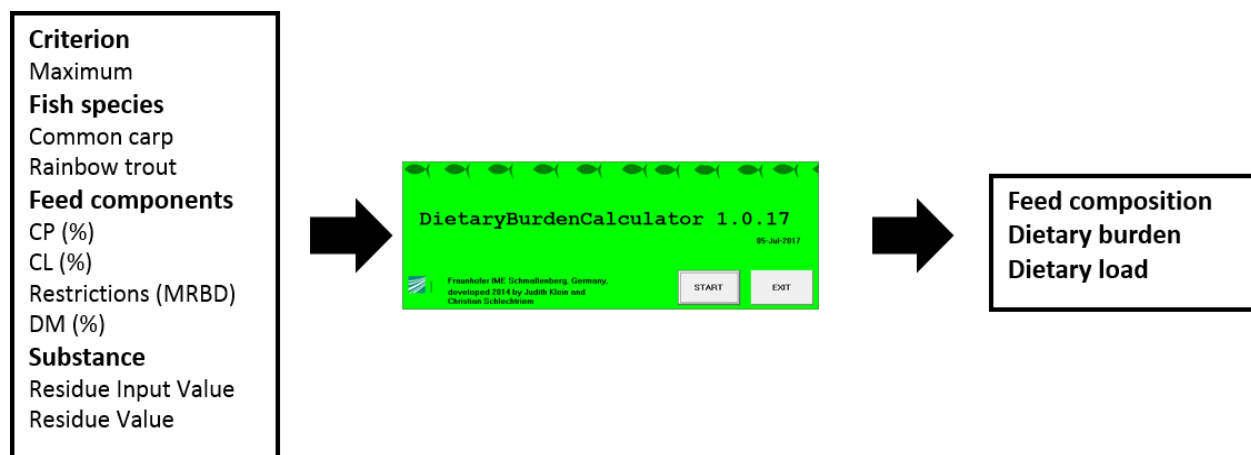 Criterion
Maximum
Fish species
Common carp
Rainbow trout
Feed components
CP (%)
CL (%)
Restrictions (MRBD)
DM (%)
Substance
Residue Input Value
Residue Value
DietaryBurdenCalculator 1.0.17
05-Jul-2017
Fraunhofer IME Schmallenberg, Germany,
developed 2014 by Judith Klein and
Christian Schlechtriem
START
EXIT
Feed composition
Dietary burden
Dietary load